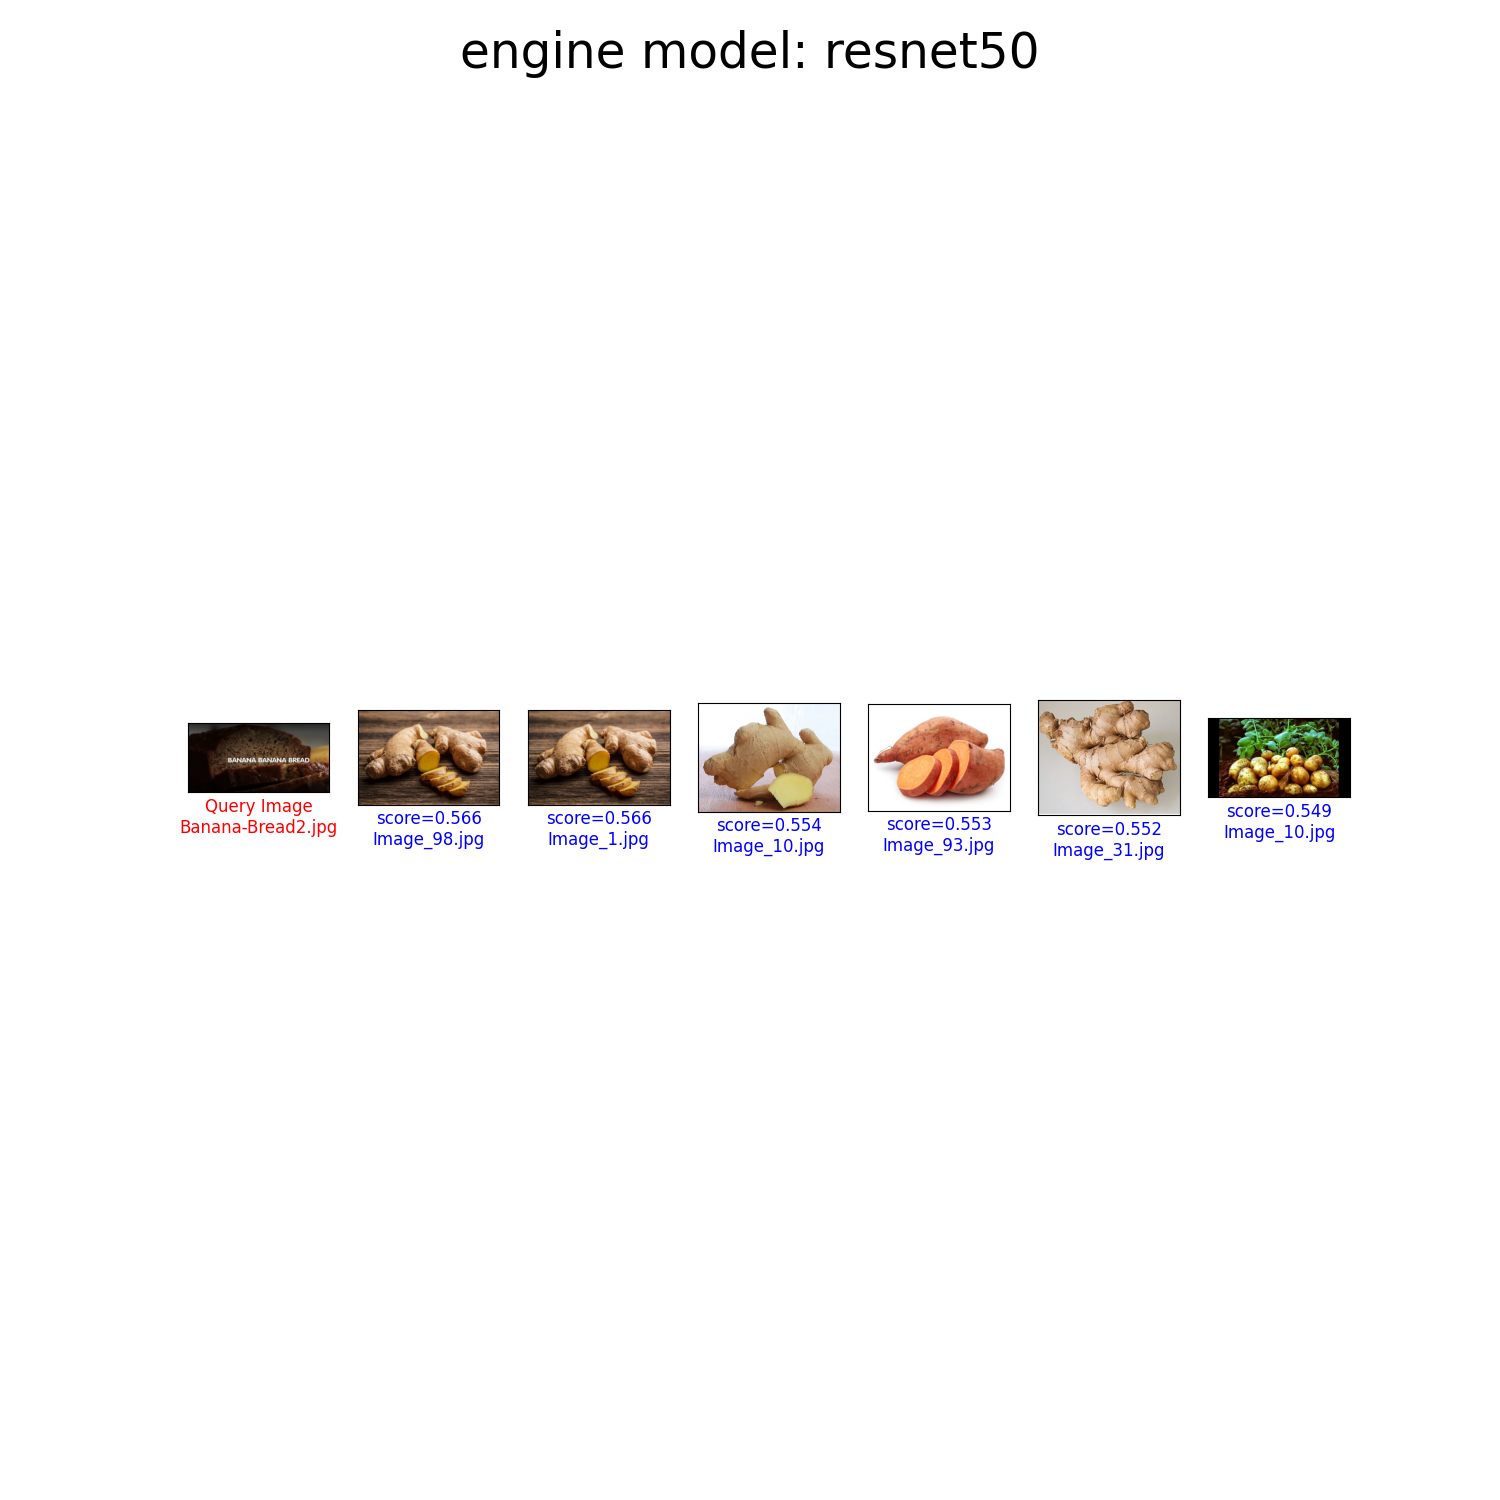 engine model: resnet50
BANANA BANANA BREAD
Query Image
Banana-Bread2.jpg
score=0.566
Image_98.jpg
score=0.566
Image_1.jpg
score=0.554
Image_10.jpg
score=0.553
Image_93.jpg
score=0.552
Image_31.jpg
score=0.549
Image_10.jpg